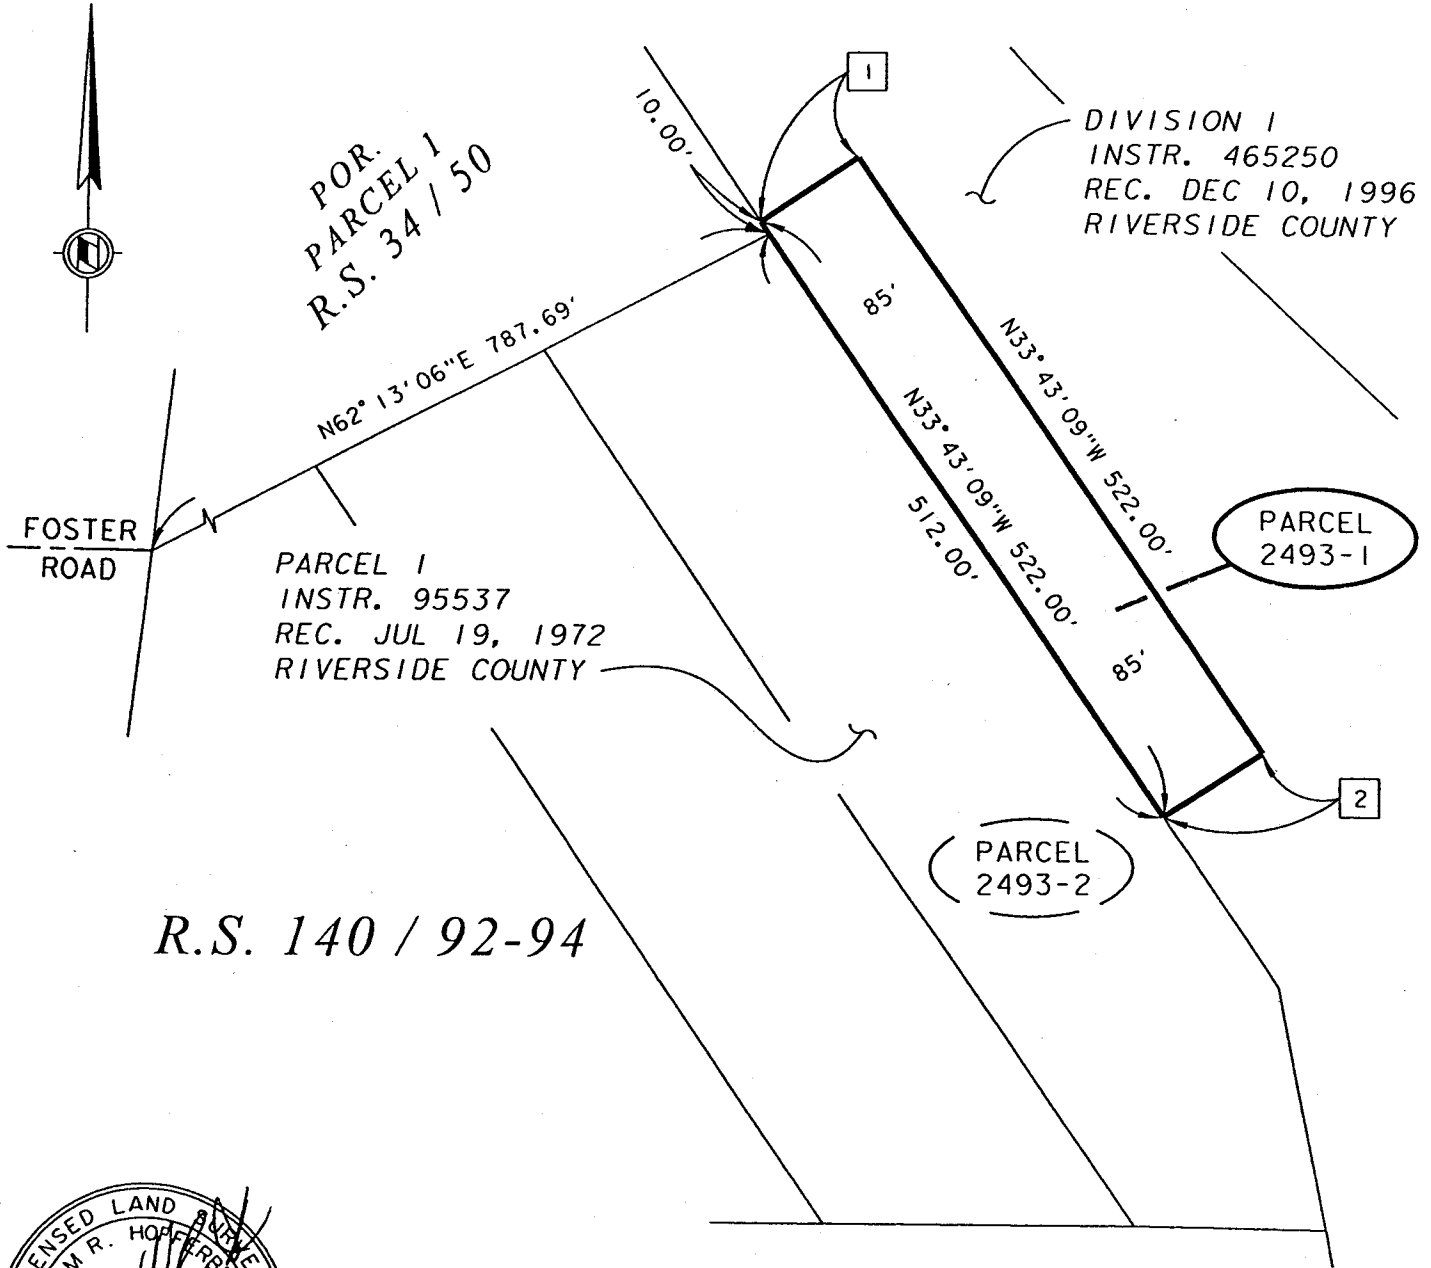 1
10.00'
DIVISION 1
INSTR. 465250
REC. DEC 10, 1996
RIVERSIDE COUNTY
POR.
PARCEL 1
R.S. 34 / 50
85'
N33°43'09"W 522.00'
N62°13'06"E 787.69'
N33°43'09"W 522.00'
512.00'
PARCEL
2493-1
FOSTER
ROAD
PARCEL 1
INSTR. 95537
REC. JUL 19, 1972
RIVERSIDE COUNTY
85'
2
PARCEL
2493-2
R.S. 140 / 92-94
LAND
R.